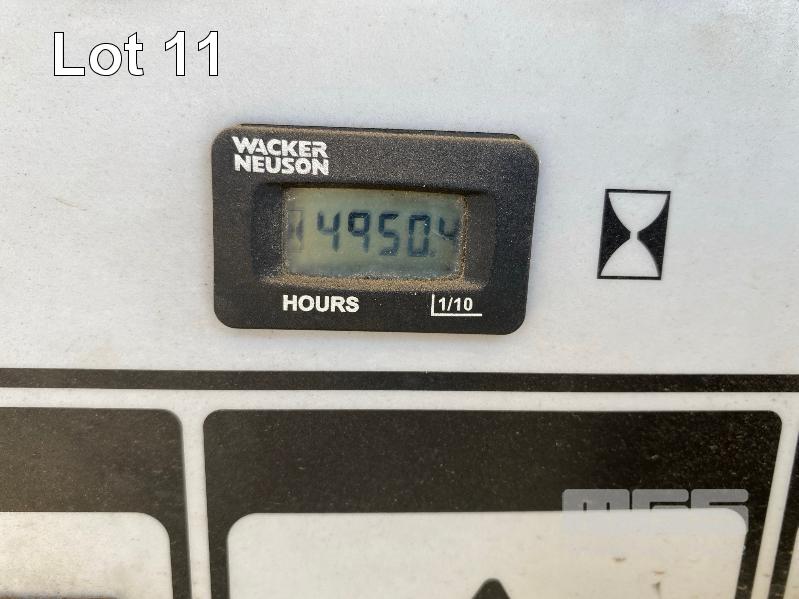 Lot 11
WACKER
NEUSON
4950.4
HOURS 1/10